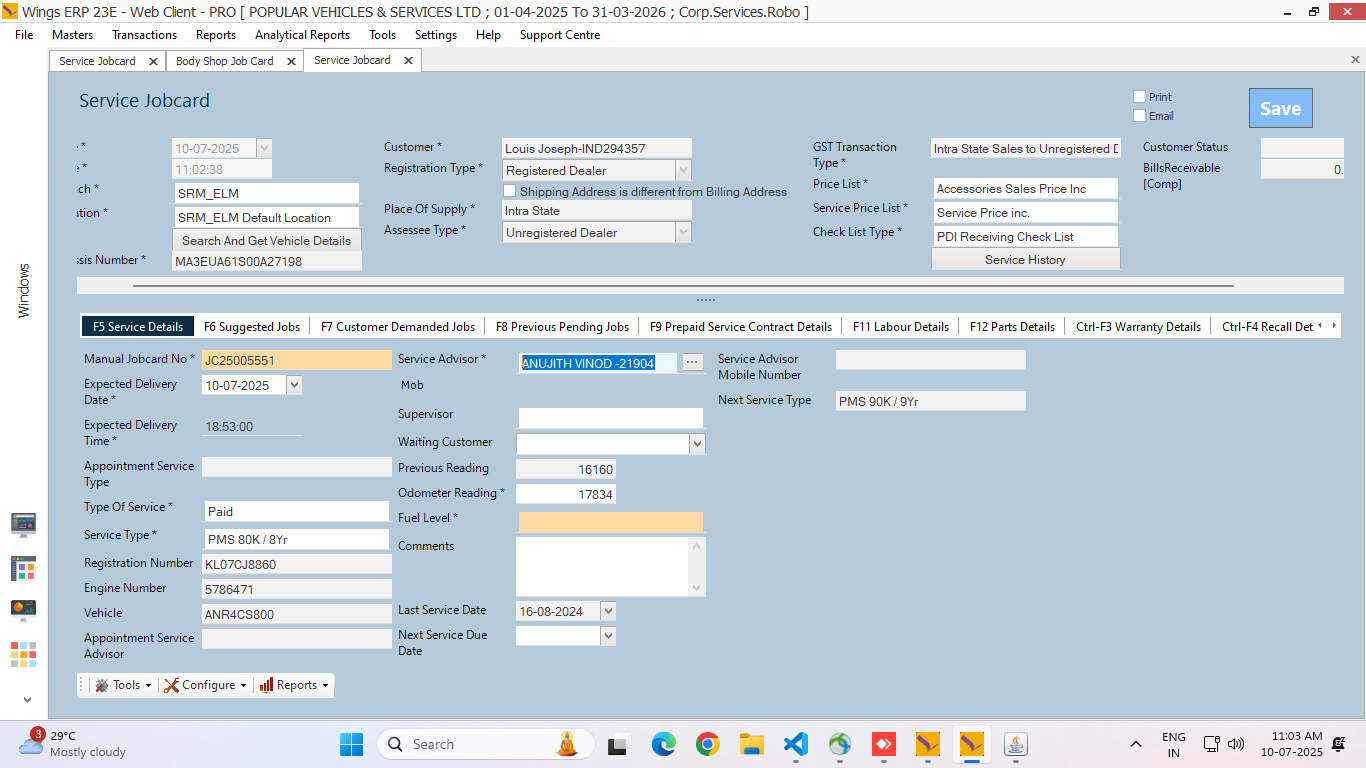 Wings ERP 23E - Web Client - PRO [ POPULAR VEHICLES & SERVICES LTD ; 01-04-2025 To 31-03-2026 ; Corp.Services.Robo ]
File Masters Transactions Reports Analytical Reports Tools Settings Help Support Centre
Service Jobcard Body Shop Job Card Service Jobcard
Service Jobcard
Print
Email
Save
e *
10-07-2025
e *
11:02:38
ch *
SRM_ELM
ation *
SRM_ELM Default Location
Search And Get Vehicle Details
ssis Number *
MA3EUA61S00A27198
Customer *
Louis Joseph-IND294357
Registration Type *
Registered Dealer
Shipping Address is different from Billing Address
Place Of Supply *
Intra State
Assessee Type *
Unregistered Dealer
GST Transaction
Type *
Intra State Sales to Unregistered D
Price List *
Accessories Sales Price Inc
Service Price List *
Service Price inc.
Check List Type *
PDI Receiving Check List
Service History
Customer Status
BillsReceivable
[Comp]
0.
Windows
F5 Service Details F6 Suggested Jobs F7 Customer Demanded Jobs F8 Previous Pending Jobs F9 Prepaid Service Contract Details F11 Labour Details F12 Parts Details Ctrl-F3 Warranty Details Ctrl-F4 Recall Det
Manual Jobcard No *
JC25005551
Expected Delivery
Date *
10-07-2025
Expected Delivery
Time *
18:53:00
Appointment Service
Type
Type Of Service *
Paid
Service Type *
PMS 80K / 8Yr
Registration Number
KL07CJ8860
Engine Number
5786471
Vehicle
ANR4CS800
Appointment Service
Advisor
Service Advisor *
ANUJITH VINOD -21904
...
Mob
Supervisor
Waiting Customer
Previous Reading
16160
Odometer Reading *
17834
Fuel Level *
Comments
Last Service Date
16-08-2024
Next Service Due
Date
Service Advisor
Mobile Number
Next Service Type
PMS 90K / 9Yr
Tools Configure Reports
3
29°C
Mostly cloudy
Search
ENG
IN
11:03 AM
10-07-2025